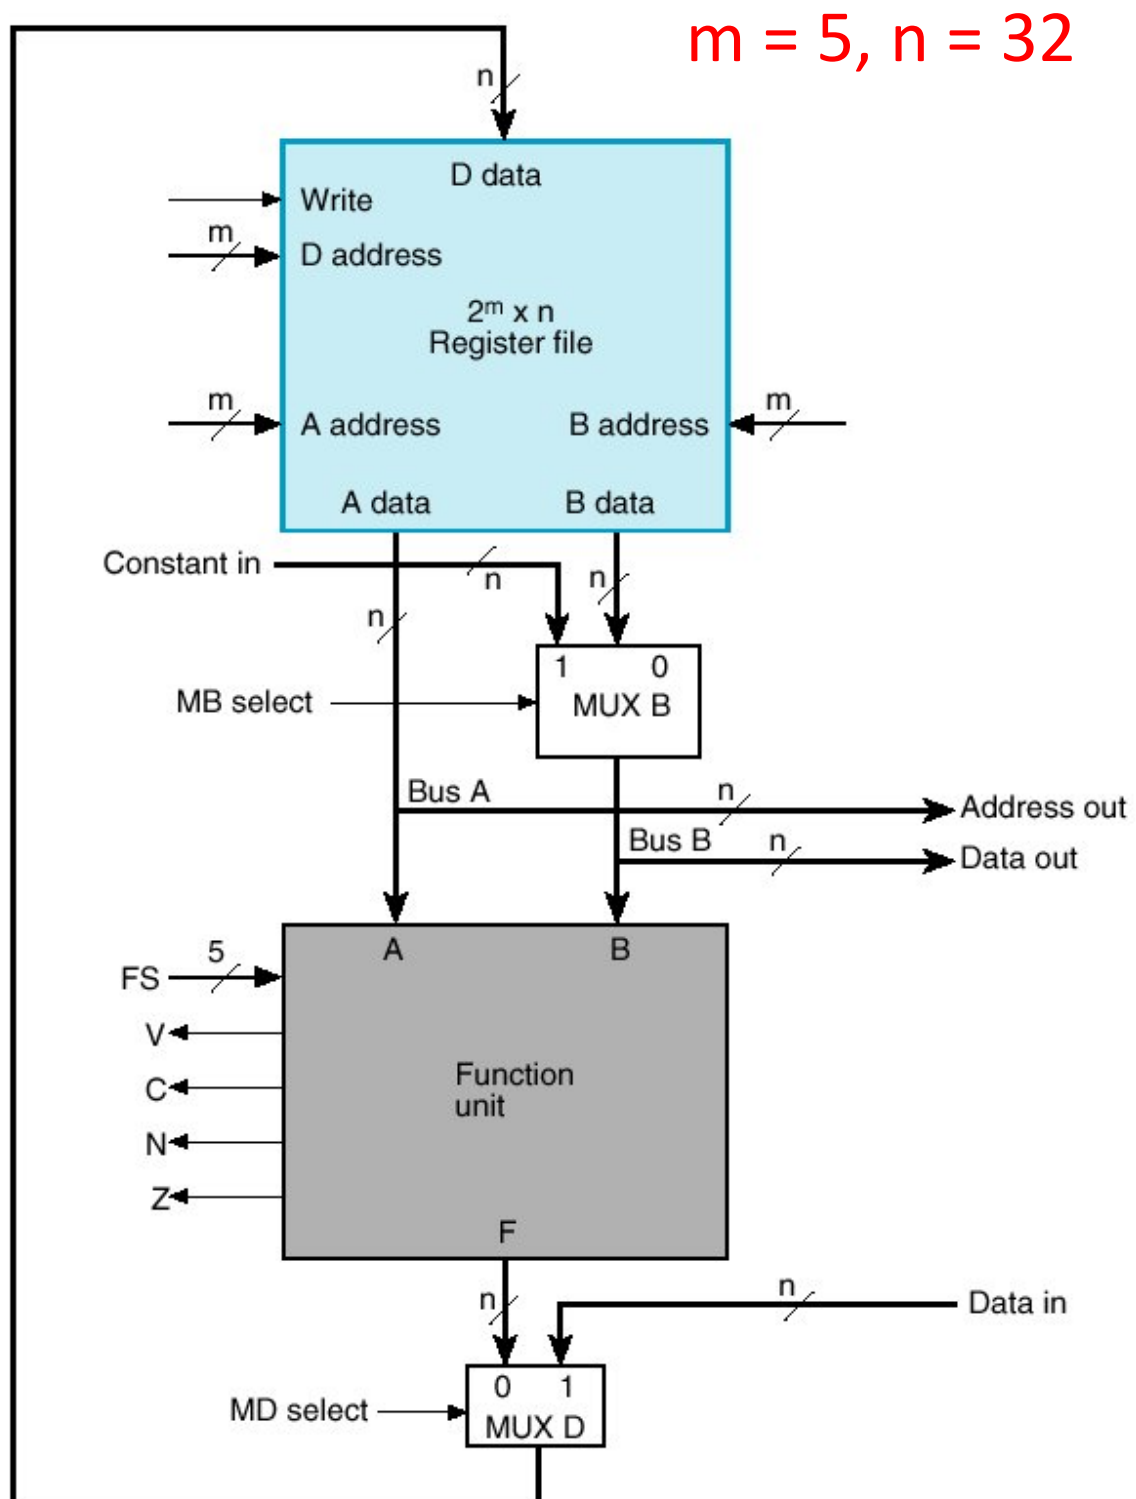 m = 5, n = 32
n
D data
Write
m
D address
2ᵐ x n
Register file
m
A address
B address
m
A data
B data
Constant in
n
n
n
1
0
MB select
MUX B
Bus A
n
Address out
Bus B
n
Data out
A
B
5
FS
V
C
Function
unit
N
Z
F
n
n
Data in
0
1
MD select
MUX D